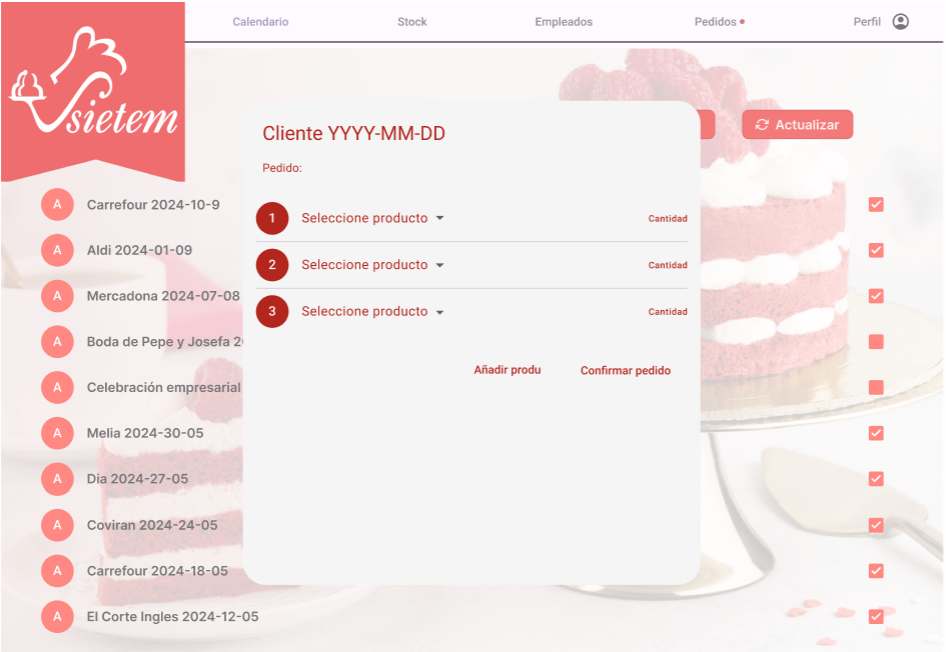 Calendario Stock Empleados Pedidos Perfil
sietem
Actualizar
Cliente YYYY-MM-DD
Pedido:
1 Seleccione producto Cantidad
2 Seleccione producto Cantidad
3 Seleccione producto Cantidad
Añadir produ Confirmar pedido
A Carrefour 2024-10-9
A Aldi 2024-01-09
A Mercadona 2024-07-08
A Boda de Pepe y Josefa 20
A Celebración empresarial
A Melia 2024-30-05
A Dia 2024-27-05
A Coviran 2024-24-05
A Carrefour 2024-18-05
A El Corte Ingles 2024-12-05